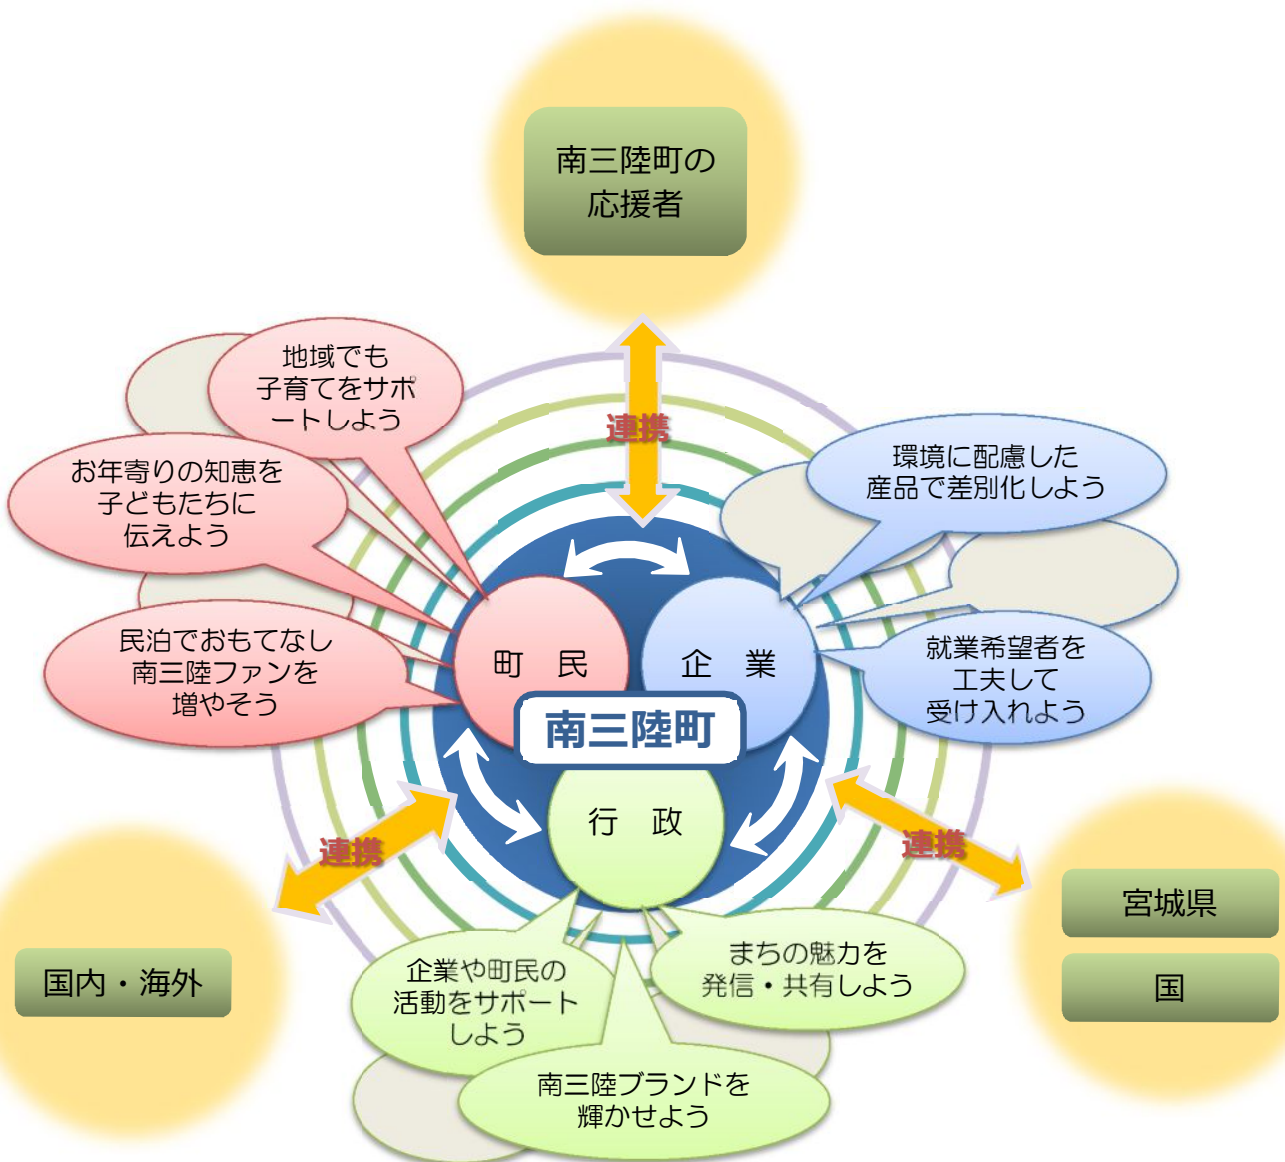 南三陸町の
応援者
連携
地域でも
子育てをサポ
ートしよう
お年寄りの知恵を
子どもたちに
伝えよう
民泊でおもてなし
南三陸ファンを
増やそう
環境に配慮した
産品で差別化しよう
就業希望者を
工夫して
受け入れよう
町　民
企　業
南三陸町
行　政
連携
連携
国内・海外
宮城県
国
企業や町民の
活動をサポート
しよう
まちの魅力を
発信・共有しよう
南三陸ブランドを
輝かせよう